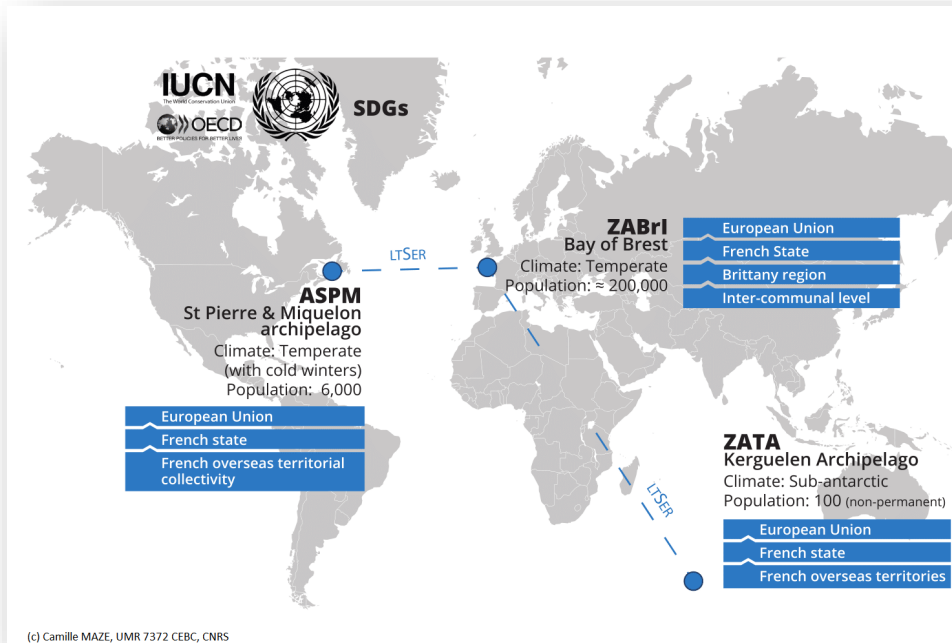 IUCN
The World Conservation Union
OECD
BETTER POLICIES FOR BETTER LIVES
SDGs
LTSER
ZABrI
Bay of Brest
Climate: Temperate
Population: ≈ 200,000
European Union
French State
Brittany region
Inter-communal level
ASPM
St Pierre & Miquelon
archipelago
Climate: Temperate
(with cold winters)
Population: 6,000
European Union
French state
French overseas territorial
collectivity
LTSER
ZATA
Kerguelen Archipelago
Climate: Sub-antarctic
Population: 100 (non-permanent)
European Union
French state
French overseas territories
(c) Camille MAZE, UMR 7372 CEBC, CNRS